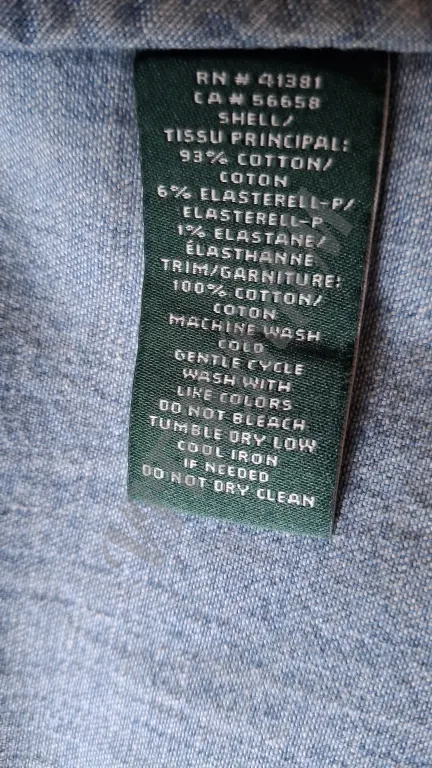 RN # 41381
CA # 56658
SHELL/
TISSU PRINCIPAL:
93% COTTON/
COTON
6% ELASTERELL-P/
ELASTERELL-P
1% ELASTANE/
ÉLASTHANNE
TRIM/GARNITURE:
100% COTTON/
COTON
MACHINE WASH
COLD
GENTLE CYCLE
WASH WITH
LIKE COLORS
DO NOT BLEACH
TUMBLE DRY LOW
COOL IRON
IF NEEDED
DO NOT DRY CLEAN